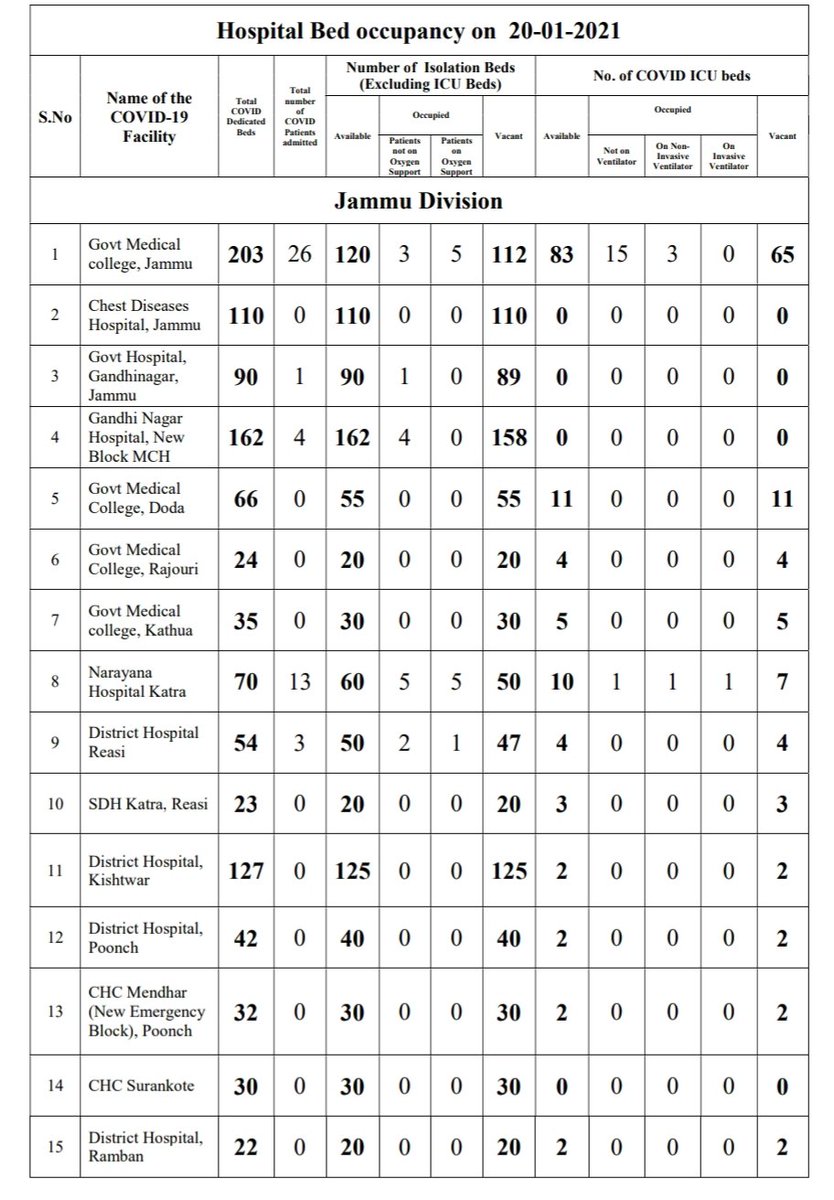 Hospital Bed occupancy on 20-01-2021
S.No
Name of the
COVID-19
Facility
Total
COVID
Dedicated
Beds
Total
number
of
COVID
Patients
admitted
Number of Isolation Beds
(Excluding ICU Beds)
No. of COVID ICU beds
Available
Occupied
Vacant
Available
Occupied
Vacant
Patients
not on
Oxygen
Support
Patients
on
Oxygen
Support
Not on
Ventilator
On Non-
Invasive
Ventilator
On
Invasive
Ventilator
Jammu Division
1 Govt Medical
college, Jammu 203 26 120 3 5 112 83 15 3 0 65
2 Chest Diseases
Hospital, Jammu 110 0 110 0 0 110 0 0 0 0 0
3 Govt Hospital,
Gandhinagar,
Jammu 90 1 90 1 0 89 0 0 0 0 0
4 Gandhi Nagar
Hospital, New
Block MCH 162 4 162 4 0 158 0 0 0 0 0
5 Govt Medical
College, Doda 66 0 55 0 0 55 11 0 0 0 11
6 Govt Medical
College, Rajouri 24 0 20 0 0 20 4 0 0 0 4
7 Govt Medical
college, Kathua 35 0 30 0 0 30 5 0 0 0 5
8 Narayana
Hospital Katra 70 13 60 5 5 50 10 1 1 1 7
9 District Hospital
Reasi 54 3 50 2 1 47 4 0 0 0 4
10 SDH Katra, Reasi 23 0 20 0 0 20 3 0 0 0 3
11 District Hospital,
Kishtwar 127 0 125 0 0 125 2 0 0 0 2
12 District Hospital,
Poonch 42 0 40 0 0 40 2 0 0 0 2
13 CHC Mendhar
(New Emergency
Block), Poonch 32 0 30 0 0 30 2 0 0 0 2
14 CHC Surankote 30 0 30 0 0 30 0 0 0 0 0
15 District Hospital,
Ramban 22 0 20 0 0 20 2 0 0 0 2